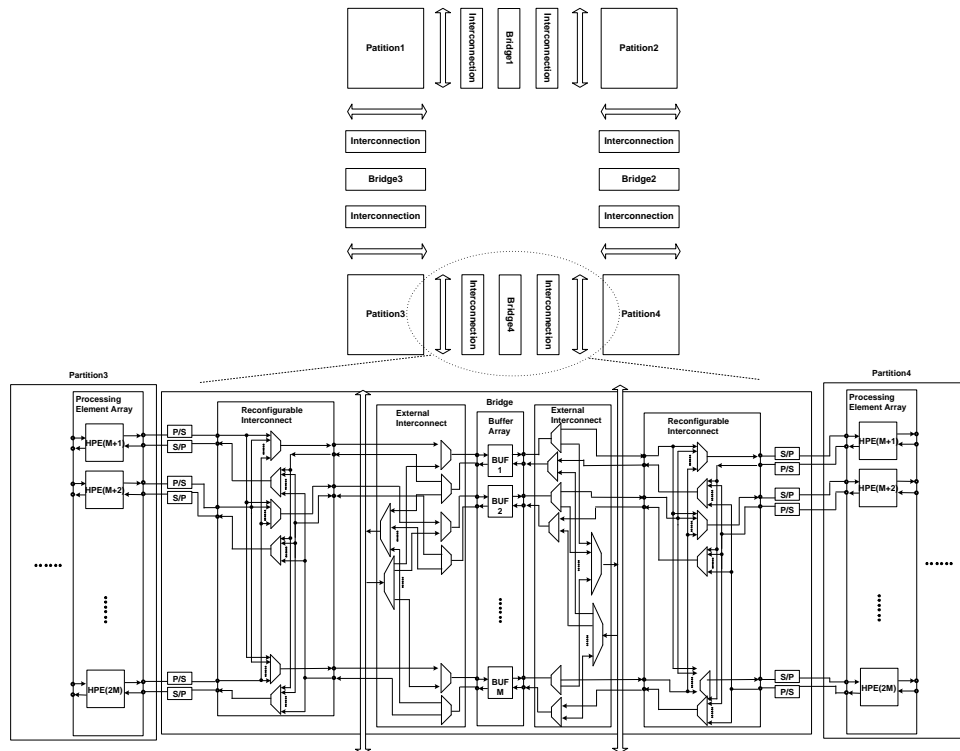 Patition1
Interconnection
Bridge1
Interconnection
Patition2
Interconnection
Interconnection
Bridge3
Bridge2
Interconnection
Interconnection
Patition3
Interconnection
Bridge4
Interconnection
Patition4
Partition3
Partition4
Processing
Element Array
Reconfigurable
Interconnect
External
Interconnect
Bridge
Buffer
Array
External
Interconnect
Reconfigurable
Interconnect
Processing
Element Array
HPE(M+1)
P/S
S/P
BUF
1
S/P
P/S
HPE(M+1)
HPE(M+2)
P/S
S/P
BUF
2
S/P
P/S
HPE(M+2)
HPE(2M)
P/S
S/P
BUF
M
S/P
P/S
HPE(2M)